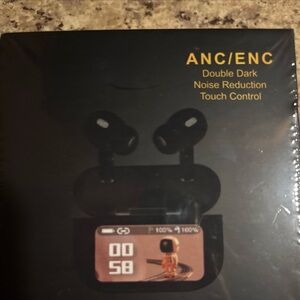 ANC/ENC
Double Dark
Noise Reduction
Touch Control
100% 100%
00
58